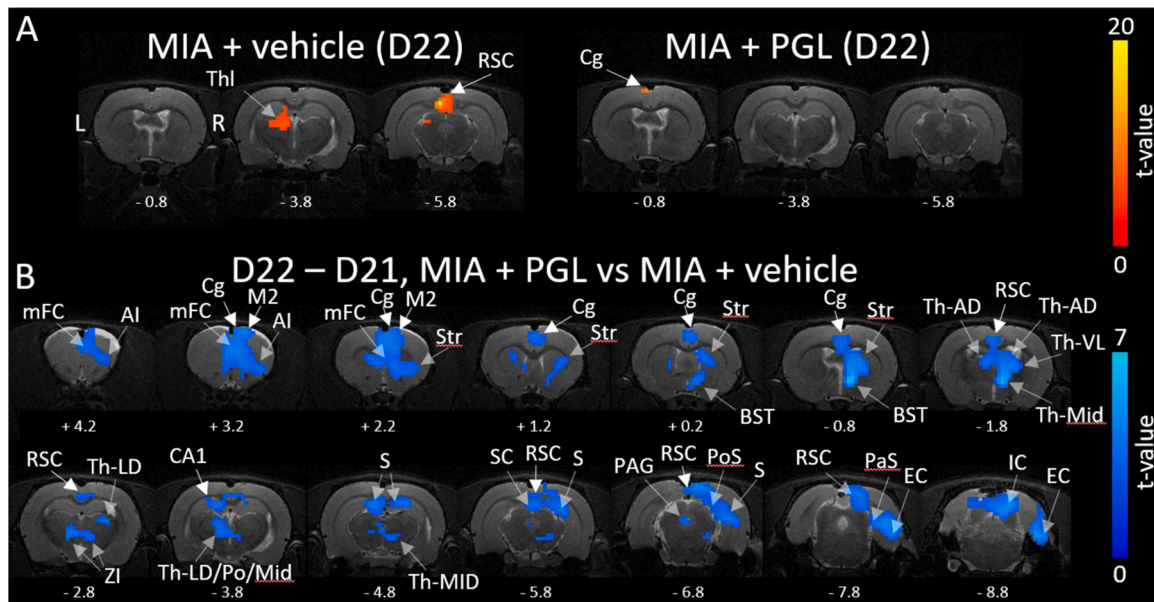 A
MIA + vehicle (D22)
MIA + PGL (D22)
20
Thl
RSC
Cg
L
R
t-value
- 0.8
- 3.8
- 5.8
- 0.8
- 3.8
- 5.8
0
B
D22 – D21, MIA + PGL vs MIA + vehicle
7
mFC Cg M2 AI
AI
mFC Cg M2
Str
Cg
Str
Cg
Str
BST
Cg
Str
BST
RSC
Th-AD
Th-AD
Th-VL
Th-Mid
+ 4.2
+ 3.2
+ 2.2
+ 1.2
+ 0.2
- 0.8
- 1.8
t-value
RSC
Th-LD
ZI
CA1
Th-LD/Po/Mid
S
Th-MID
SC
RSC
S
PAG
RSC
PoS
S
RSC
PaS
EC
IC
EC
- 2.8
- 3.8
- 4.8
- 5.8
- 6.8
- 7.8
- 8.8
0